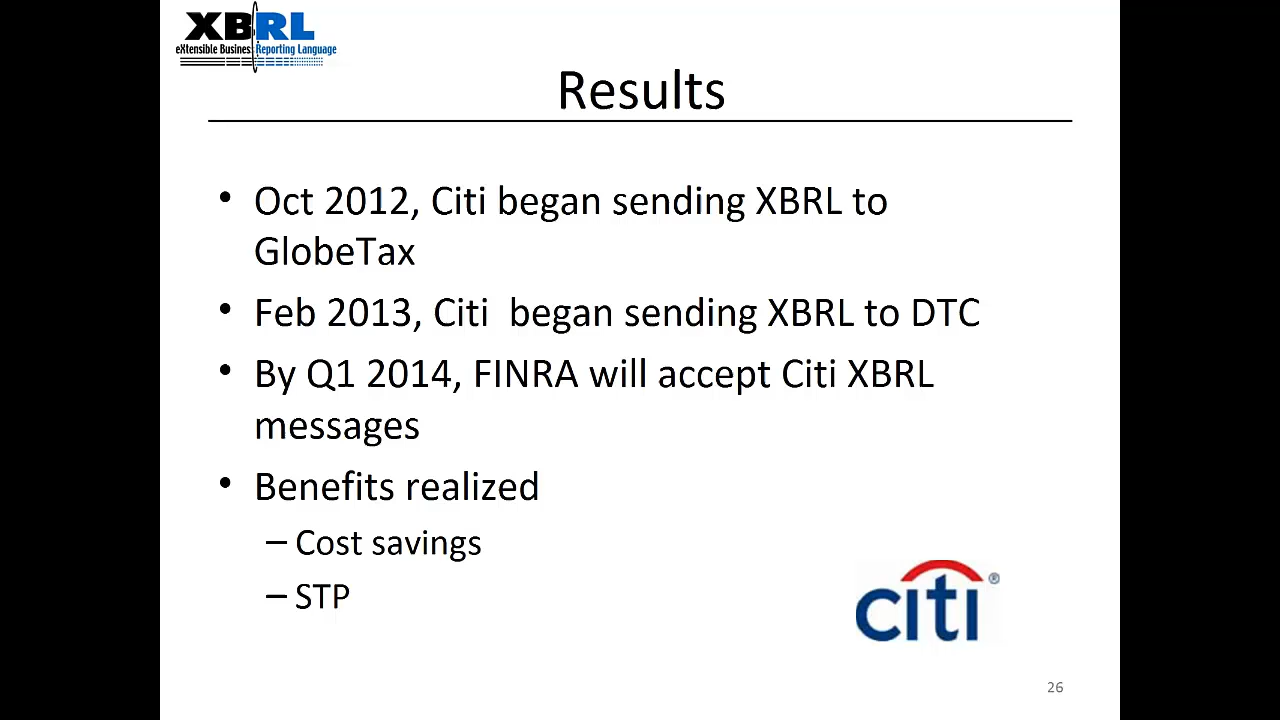 XBRL
eXtensible Business Reporting Language
Results
• Oct 2012, Citi began sending XBRL to
GlobeTax
• Feb 2013, Citi  began sending XBRL to DTC
• By Q1 2014, FINRA will accept Citi XBRL
messages
• Benefits realized
– Cost savings
– STP
citi®
26